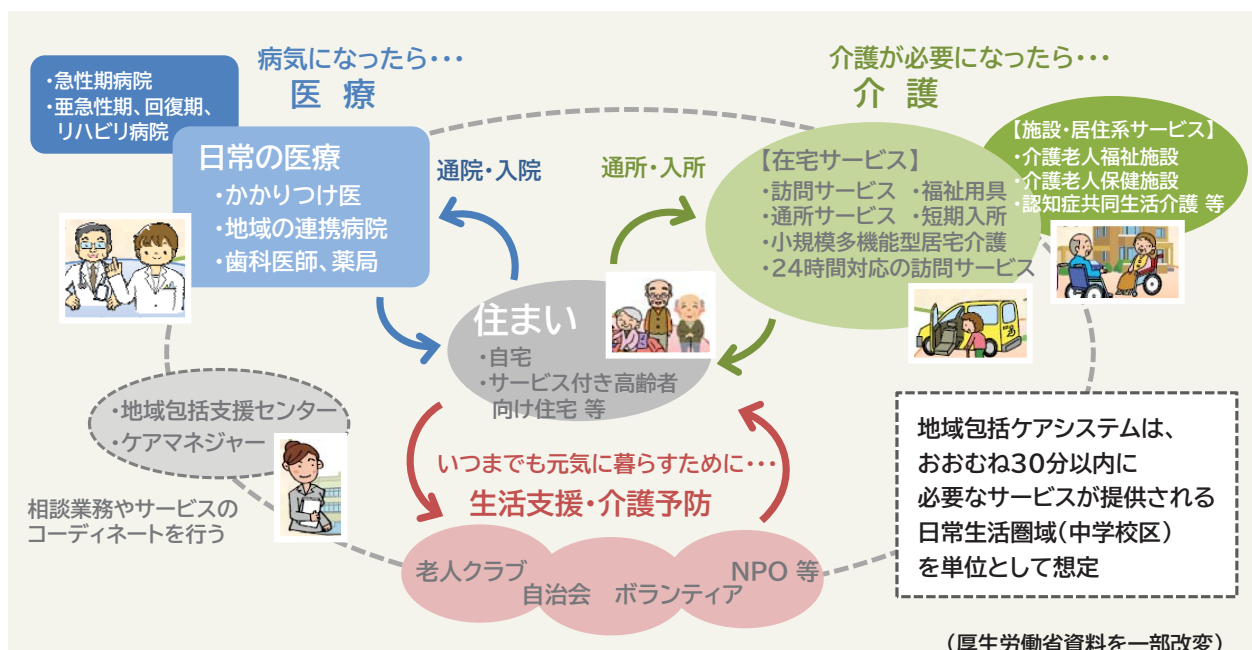 病気になったら･･･
医療
・急性期病院
・亜急性期、回復期、
リハビリ病院
日常の医療
・かかりつけ医
・地域の連携病院
・歯科医師、薬局
通院・入院
介護が必要になったら･･･
介護
通所・入所
【在宅サービス】
・訪問サービス ・福祉用具
・通所サービス ・短期入所
・小規模多機能型居宅介護
・24時間対応の訪問サービス
【施設・居住系サービス】
・介護老人福祉施設
・介護老人保健施設
・認知症共同生活介護 等
住まい
・自宅
・サービス付き高齢者
向け住宅 等
・地域包括支援センター
・ケアマネジャー
相談業務やサービスの
コーディネートを行う
いつまでも元気に暮らすために･･･
生活支援・介護予防
老人クラブ
自治会
ボランティア
NPO 等
地域包括ケアシステムは、
おおむね30分以内に
必要なサービスが提供される
日常生活圏域(中学校区)
を単位として想定
(厚生労働省資料を一部改変)